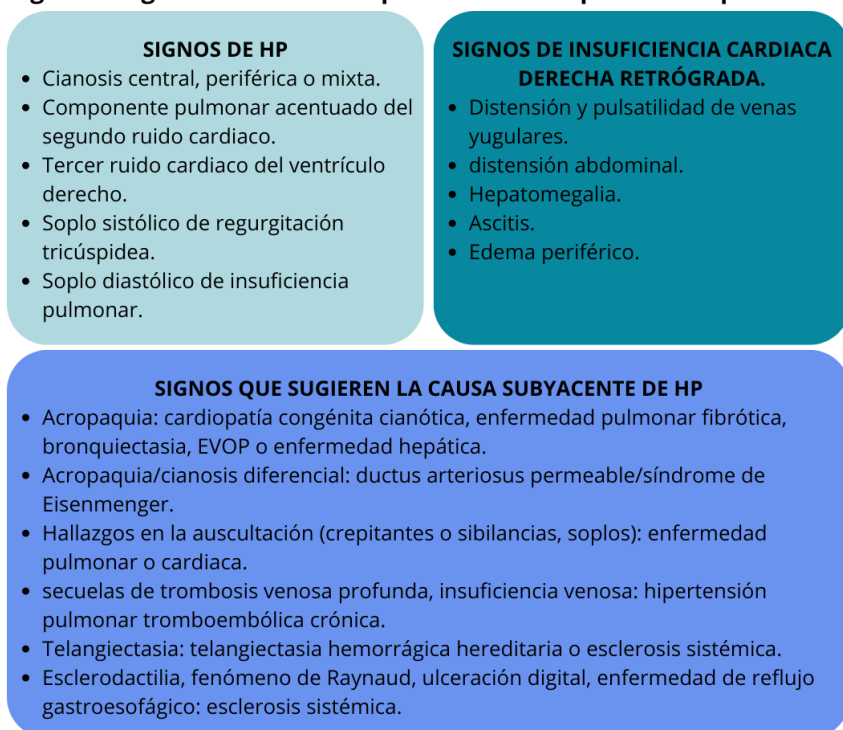 SIGNOS DE HP
Cianosis central, periférica o mixta.
Componente pulmonar acentuado del
segundo ruido cardiaco.
Tercer ruido cardiaco del ventrículo
derecho.
Soplo sistólico de regurgitación
tricúspidea.
Soplo diastólico de insuficiencia
pulmonar.
SIGNOS DE INSUFICIENCIA CARDIACA
DERECHA RETRÓGRADA.
Distensión y pulsatilidad de venas
yugulares.
distensión abdominal.
Hepatomegalia.
Ascitis.
Edema periférico.
SIGNOS QUE SUGIEREN LA CAUSA SUBYACENTE DE HP
Acropaquia: cardiopatía congénita cianótica, enfermedad pulmonar fibrótica,
bronquiectasia, EVOP o enfermedad hepática.
Acropaquia/cianosis diferencial: ductus arteriosus permeable/síndrome de
Eisenmenger.
Hallazgos en la auscultación (crepitantes o sibilancias, soplos): enfermedad
pulmonar o cardiaca.
secuelas de trombosis venosa profunda, insuficiencia venosa: hipertensión
pulmonar tromboembólica crónica.
Telangiectasia: telangiectasia hemorrágica hereditaria o esclerosis sistémica.
Esclerodactilia, fenómeno de Raynaud, ulceración digital, enfermedad de reflujo
gastroesofágico: esclerosis sistémica.